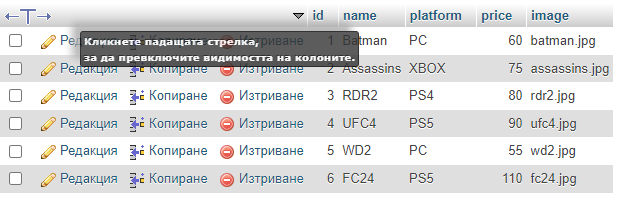 id name platform price image
Редакция 1 Batman PC 60 batman.jpg
Кликнете падащата стрелка,
за да превключите видимостта на колоните.
Редакция Копиране Изтриване 2 Assassins XBOX 75 assassins.jpg
Редакция Копиране Изтриване 3 RDR2 PS4 80 rdr2.jpg
Редакция Копиране Изтриване 4 UFC4 PS5 90 ufc4.jpg
Редакция Копиране Изтриване 5 WD2 PC 55 wd2.jpg
Редакция Копиране Изтриване 6 FC24 PS5 110 fc24.jpg